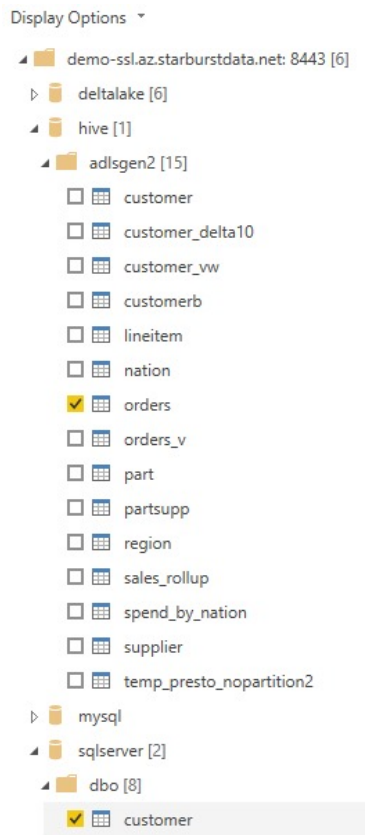 Display Options
demo-ssl.az.starburstdata.net: 8443 [6]
deltalake [6]
hive [1]
adlsgen2 [15]
customer
customer_delta10
customer_vw
customerb
lineitem
nation
orders
orders_v
part
partsupp
region
sales_rollup
spend_by_nation
supplier
temp_presto_nopartition2
mysql
sqlserver [2]
dbo [8]
customer